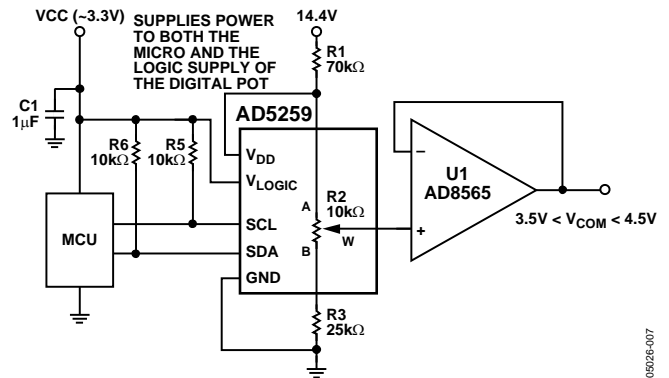 VCC (~3.3V)
SUPPLIES POWER
TO BOTH THE
MICRO AND THE
LOGIC SUPPLY OF
THE DIGITAL POT
14.4V
R1
70kΩ
C1
1μF
R6
10kΩ
R5
10kΩ
AD5259
VDD
VLOGIC
SCL
SDA
GND
MCU
A
R2
10kΩ
W
B
R3
25kΩ
−
U1
AD8565
+
3.5V < VCOM < 4.5V
05026-007